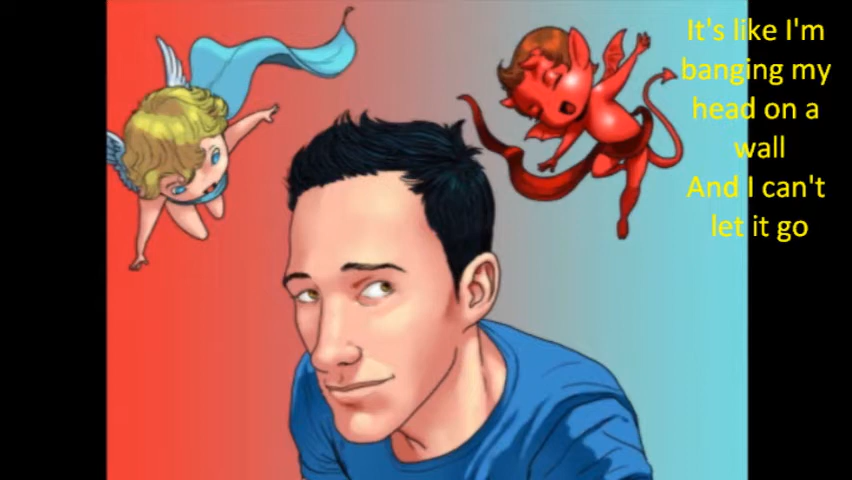 It's like I'm
banging my
head on a
wall
And I can't
let it go